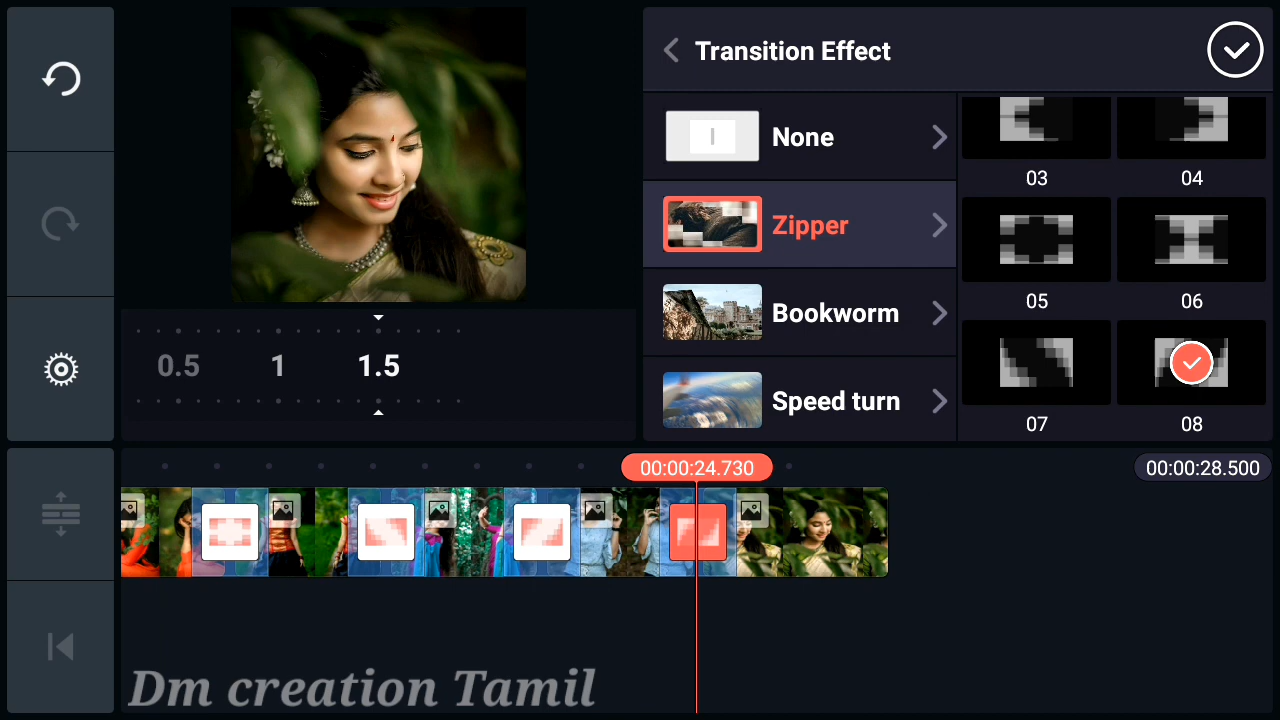 Transition Effect
None
Zipper
Bookworm
Speed turn
03 04
05 06
07 08
0.5 1 1.5
00:00:24.730
00:00:28.500
Dm creation Tamil